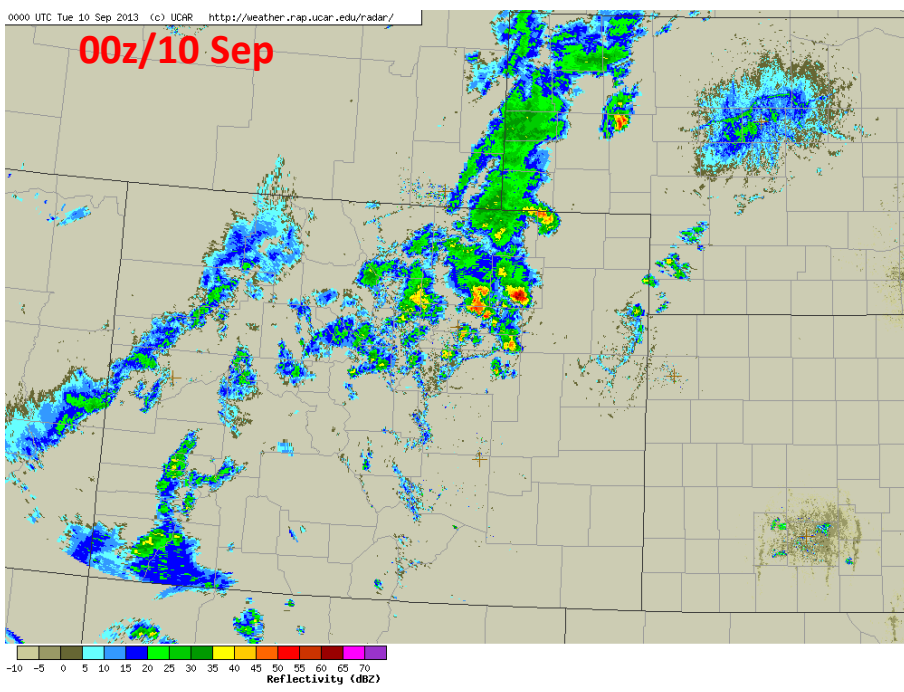 0000 UTC Tue 10 Sep 2013 (c) UCAR http://weather.rap.ucar.edu/radar/
00z/10 Sep
-10 -5 0 5 10 15 20 25 30 35 40 45 50 55 60 65 70
Reflectivity (dBZ)